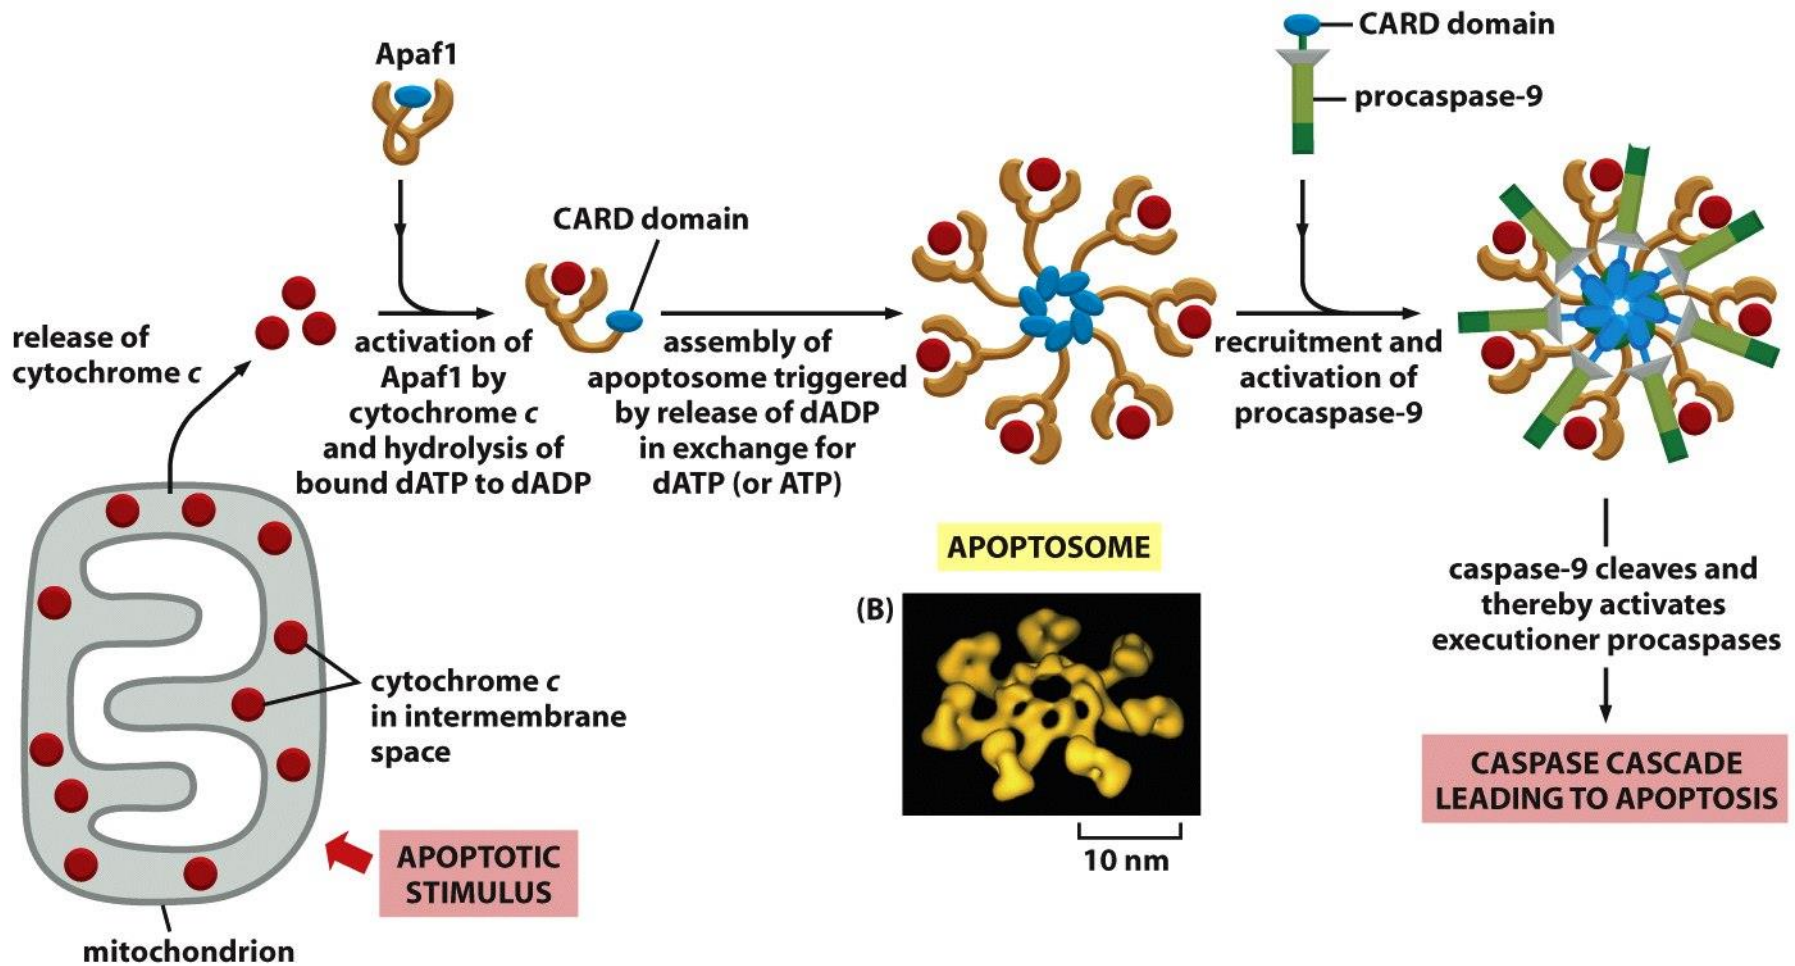 Apaf1
CARD domain
procaspase-9
CARD domain
release of
cytochrome c
activation of
Apaf1 by
cytochrome c
and hydrolysis of
bound dATP to dADP
assembly of
apoptosome triggered
by release of dADP
in exchange for
dATP (or ATP)
recruitment and
activation of
procaspase-9
APOPTOSOME
(B)
10 nm
caspase-9 cleaves and
thereby activates
executioner procaspases
CASPASE CASCADE
LEADING TO APOPTOSIS
cytochrome c
in intermembrane
space
APOPTOTIC
STIMULUS
mitochondrion